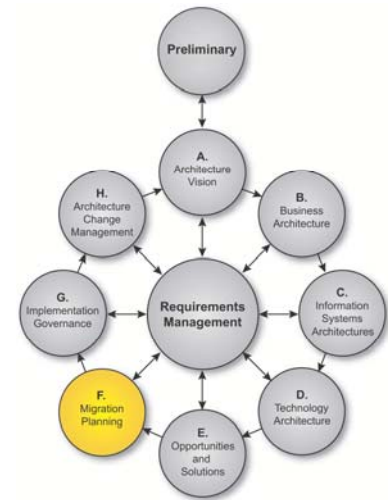 Preliminary
A.
Architecture
Vision
B.
Business
Architecture
C.
Information
Systems
Architectures
D.
Technology
Architecture
E.
Opportunities
and
Solutions
F.
Migration
Planning
G.
Implementation
Governance
H.
Architecture
Change
Management
Requirements
Management